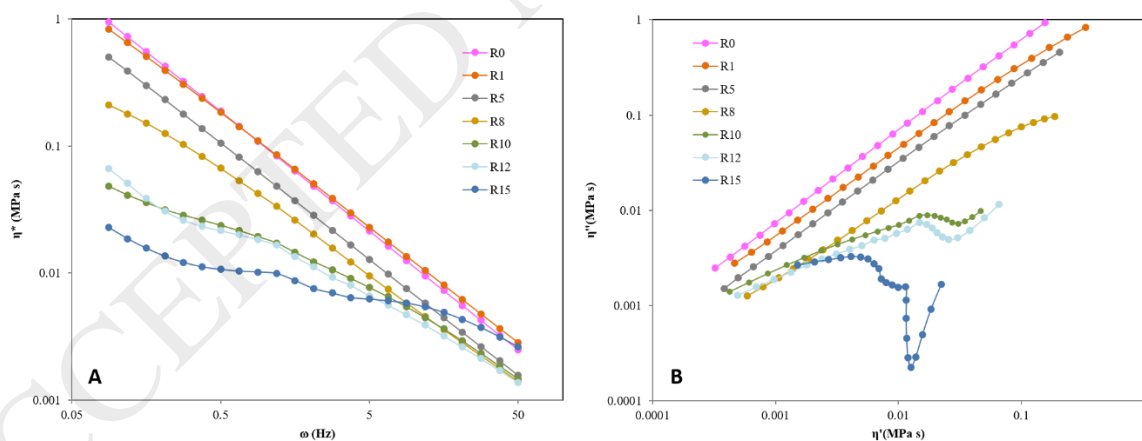 CCEPTED
1
0.1
0.01
0.001
η*(MPa s)
0.05
0.5
5
50
ω (Hz)
R0
R1
R5
R8
R10
R12
R15
A
1
0.1
0.01
0.001
0.0001
η''(MPa s)
0.0001
0.001
0.01
0.1
η'(MPa s)
R0
R1
R5
R8
R10
R12
R15
B